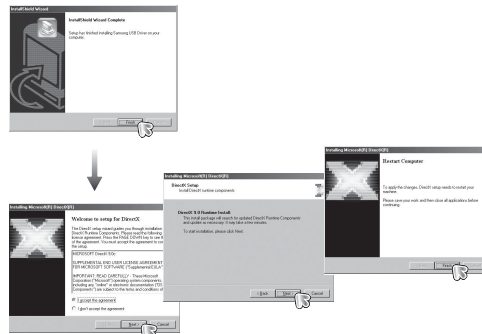 InstallShield Wizard
InstallShield Wizard Complete
Setup has finished installing Samsung USB Driver on your
computer.
Finish
Installing Microsoft(R) DirectX(R)
Welcome to setup for DirectX
The DirectX setup wizard guides you through installation of
DirectX Runtime Components. Please read the following
license agreement. Press the PAGE DOWN key to see the
of the agreement. You must accept the agreement to continue
the setup.
MICROSOFT DirectX 9.0c
SUPPLEMENTAL END USER LICENSE AGREEMENT
FOR MICROSOFT SOFTWARE ("Supplemental EULA")
IMPORTANT: READ CAREFULLY - These Microsoft
Corporation ("Microsoft") operating system components,
including any "online" or electronic documentation ("OS
Components") are subject to the terms and conditions of
I accept the agreement
I don't accept the agreement
Next >
Cancel
Installing Microsoft(R) DirectX(R)
DirectX Setup
Install DirectX runtime components
DirectX 9.0 Runtime Install:
This install package will search for updated DirectX Runtime Components
and update as necessary. It may take a few minutes.
To start installation, please click Next.
< Back
Next >
Cancel
Installing Microsoft(R) DirectX(R)
Restart Computer
To apply the changes, DirectX setup needs to restart your
machine.
Please save your work and then close all applications before
continuing.
Finish